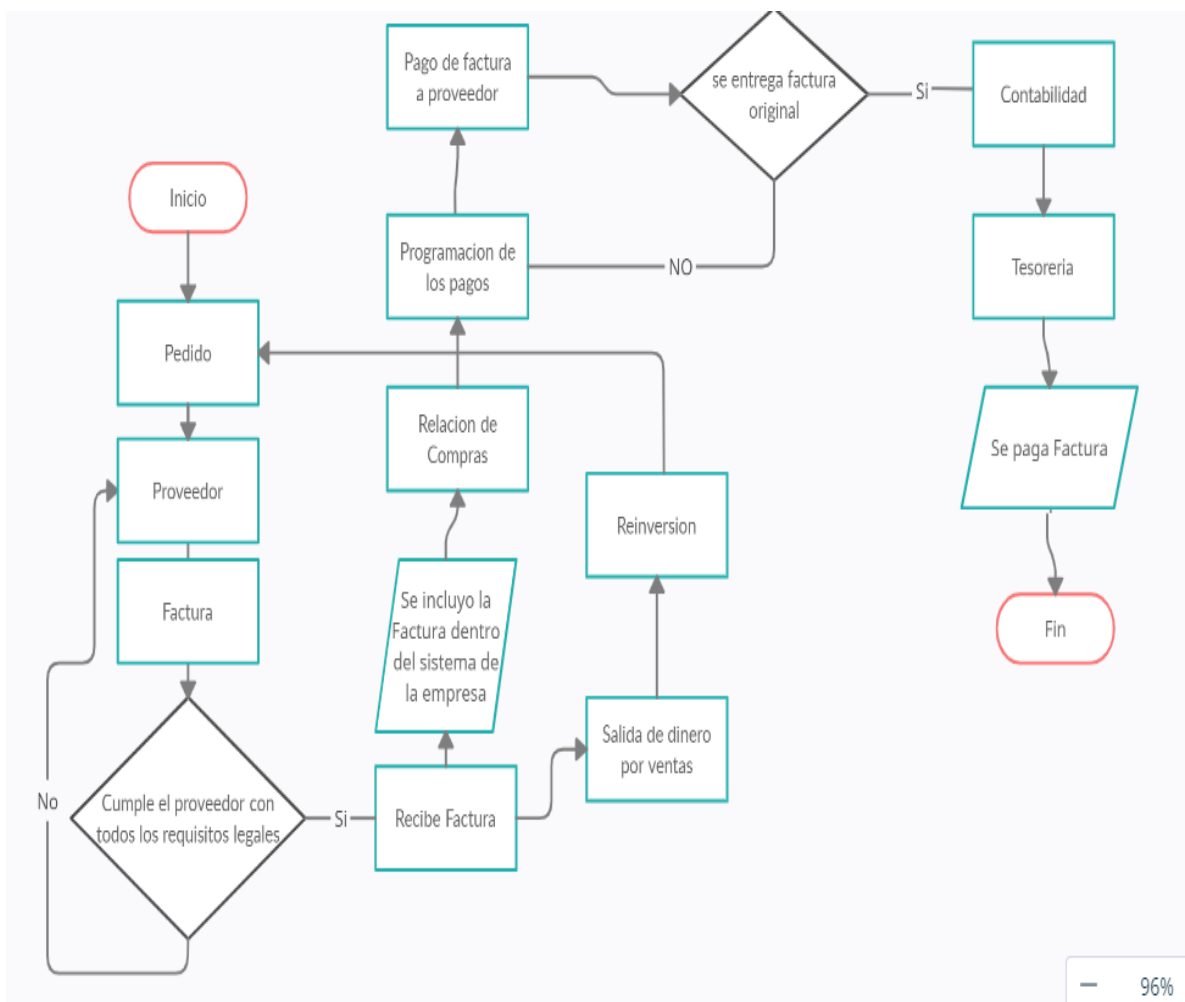 Inicio
Pedido
Proveedor
Factura
Cumple el proveedor con
todos los requisitos legales
No
Si
Recibe Factura
Se incluyo la
Factura dentro
del sistema de
la empresa
Relacion de
Compras
Programacion de
los pagos
Pago de factura
a proveedor
Salida de dinero
por ventas
Reinversion
se entrega factura
original
NO
Si
Contabilidad
Tesoreria
Se paga Factura
Fin
96%